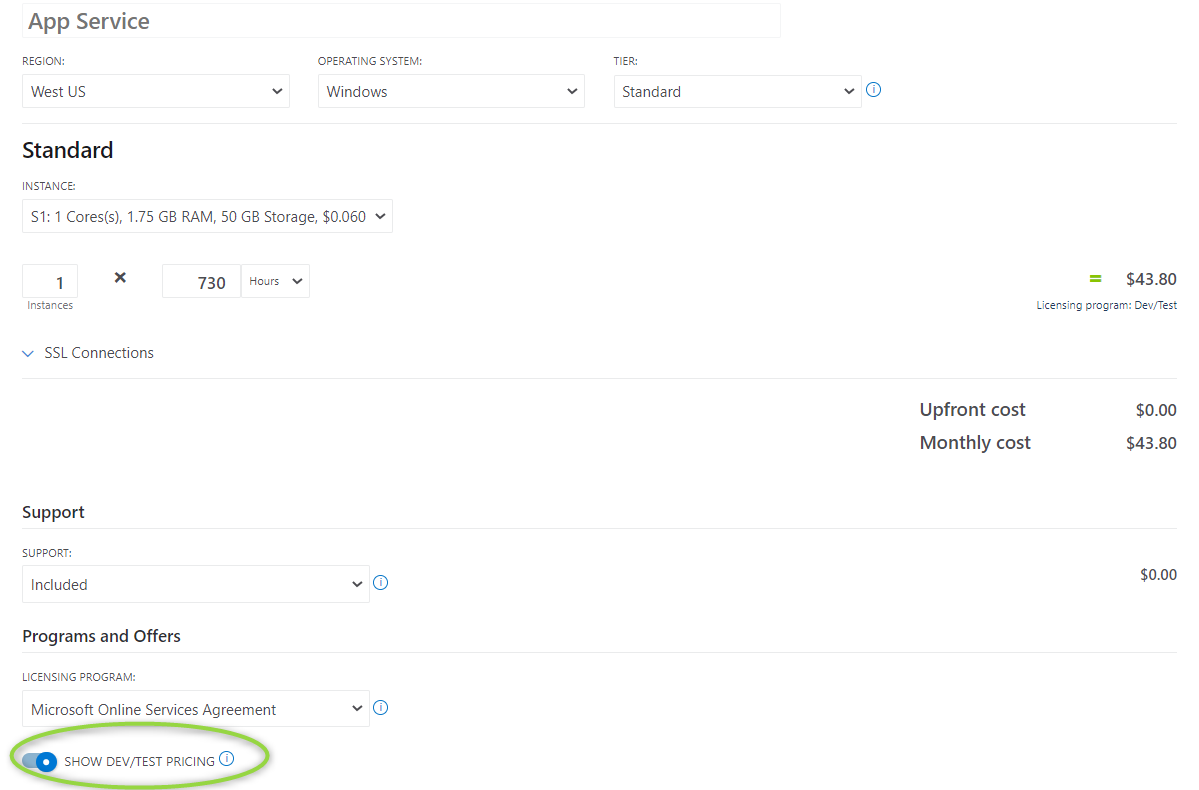 App Service
REGION: OPERATING SYSTEM: TIER:
West US Windows Standard
Standard
INSTANCE:
S1: 1 Cores(s), 1.75 GB RAM, 50 GB Storage, $0.060
1 × 730 Hours = $43.80
Instances Licensing program: Dev/Test
SSL Connections
Upfront cost $0.00
Monthly cost $43.80
Support
SUPPORT:
Included $0.00
Programs and Offers
LICENSING PROGRAM:
Microsoft Online Services Agreement
SHOW DEV/TEST PRICING